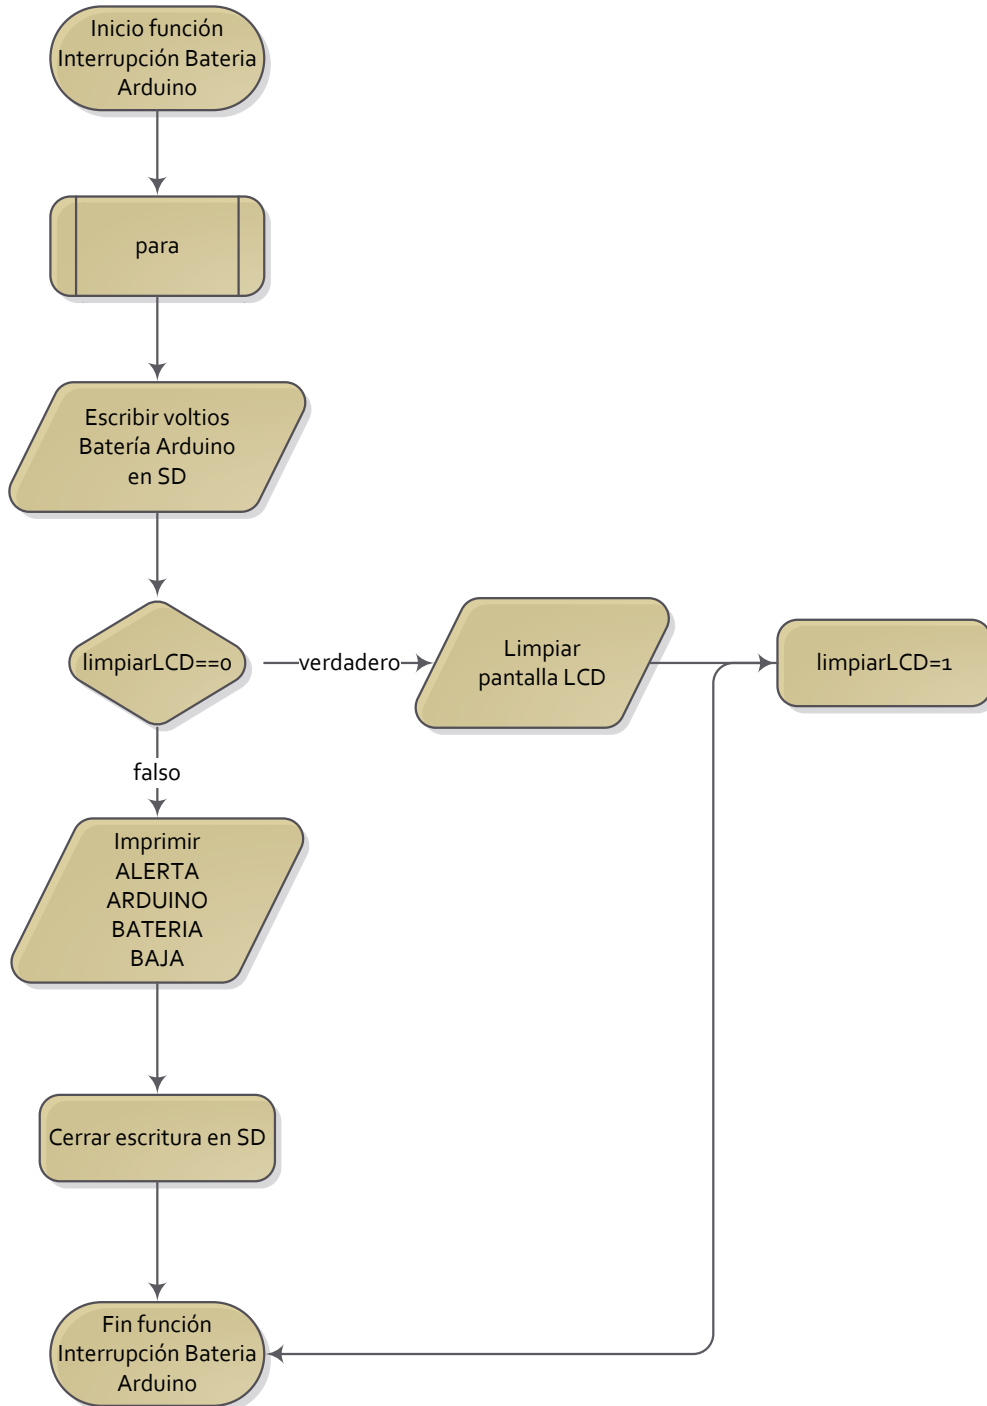 Inicio función
Interrupción Bateria
Arduino
para
Escribir voltios
Batería Arduino
en SD
limpiarLCD==0
verdadero
Limpiar
pantalla LCD
limpiarLCD=1
falso
Imprimir
ALERTA
ARDUINO
BATERIA
BAJA
Cerrar escritura en SD
Fin función
Interrupción Bateria
Arduino